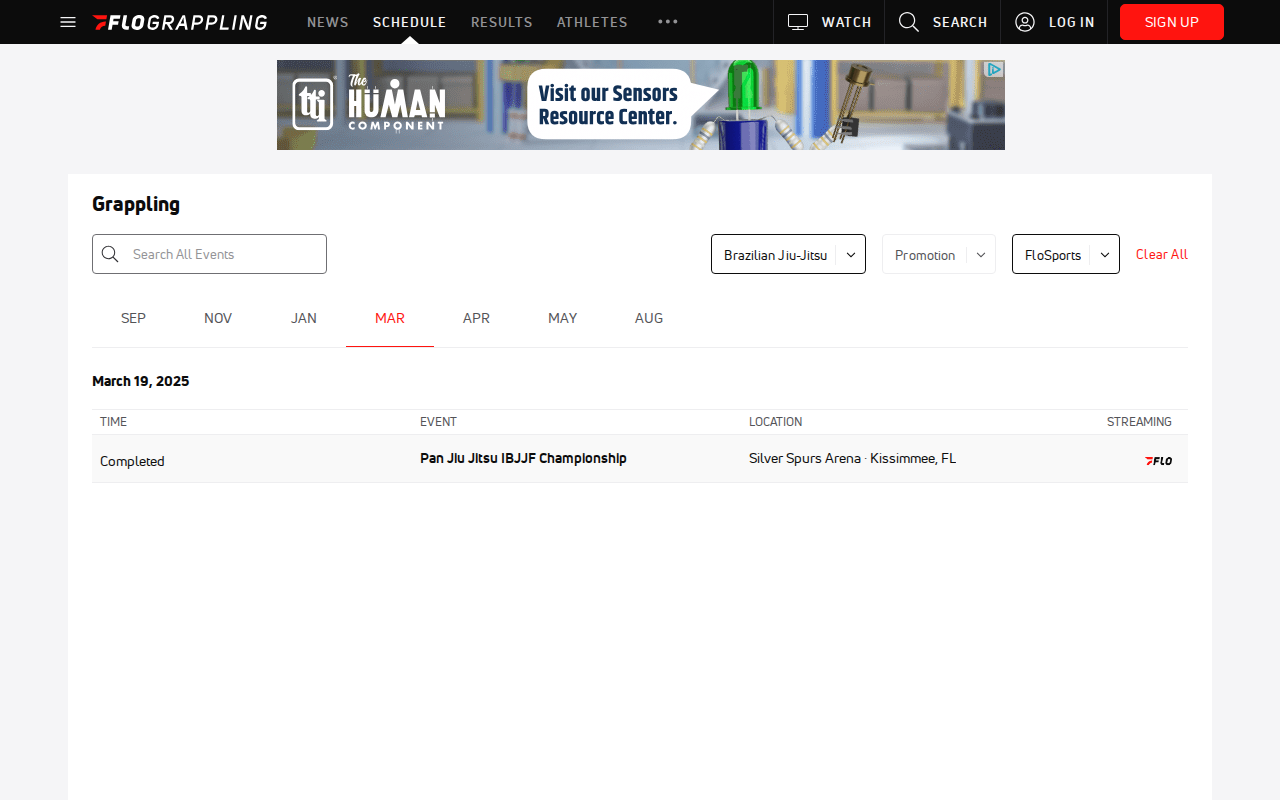 FLOGRAPPLING NEWS SCHEDULE RESULTS ATHLETES WATCH SEARCH LOG IN SIGN UP
tti The HUMAN COMPONENT
Visit our Sensors
Resource Center.
Grappling
Search All Events Brazilian Jiu-Jitsu Promotion FloSports Clear All
SEP NOV JAN MAR APR MAY AUG
March 19, 2025
TIME EVENT LOCATION STREAMING
Completed Pan Jiu Jitsu IBJJF Championship Silver Spurs Arena · Kissimmee, FL FLO